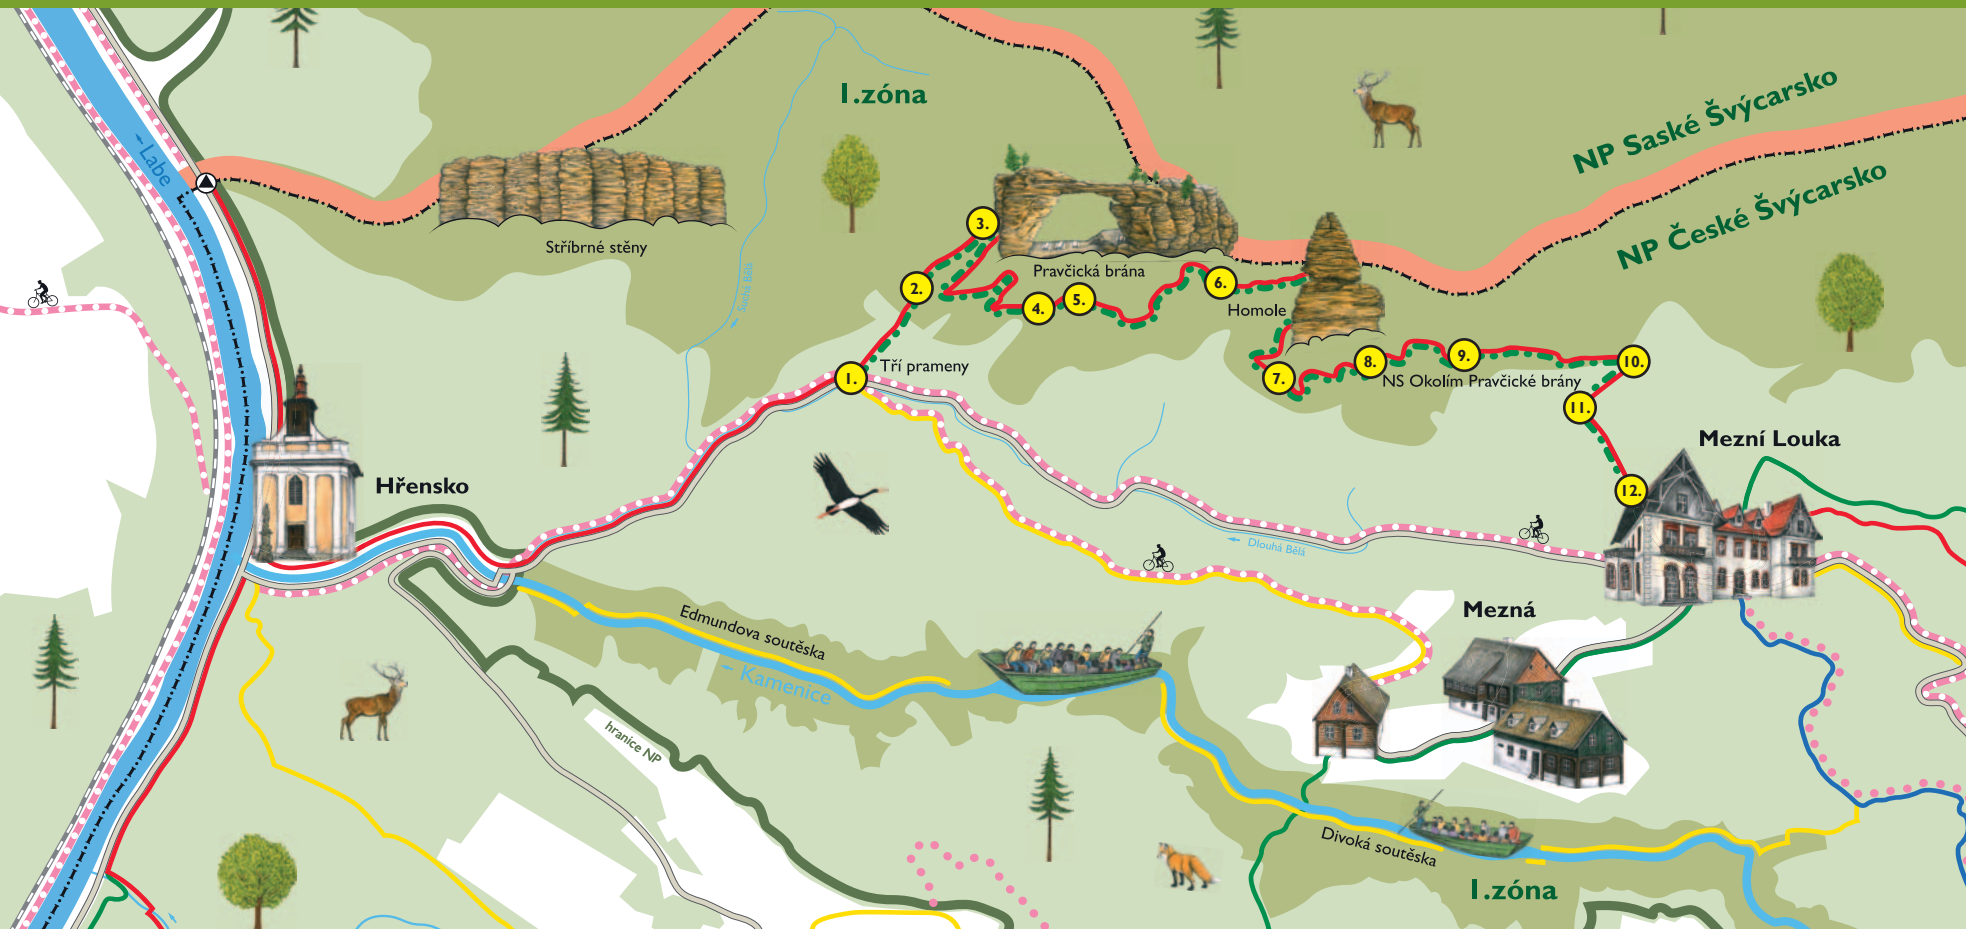 I.zóna
NP Saské Švýcarsko
NP České Švýcarsko
Labe
Stříbrné stěny
Suchá Bělá
3.
Pravčická brána
2.
4.
5.
6.
Homole
1.
Tří prameny
7.
8.
9.
10.
NS Okolím Pravčické brány
11.
Mezní Louka
12.
Hřensko
Dlouhá Bělá
Edmundova soutěska
Kamenice
Mezná
hranice NP
Divoká soutěska
I.zóna